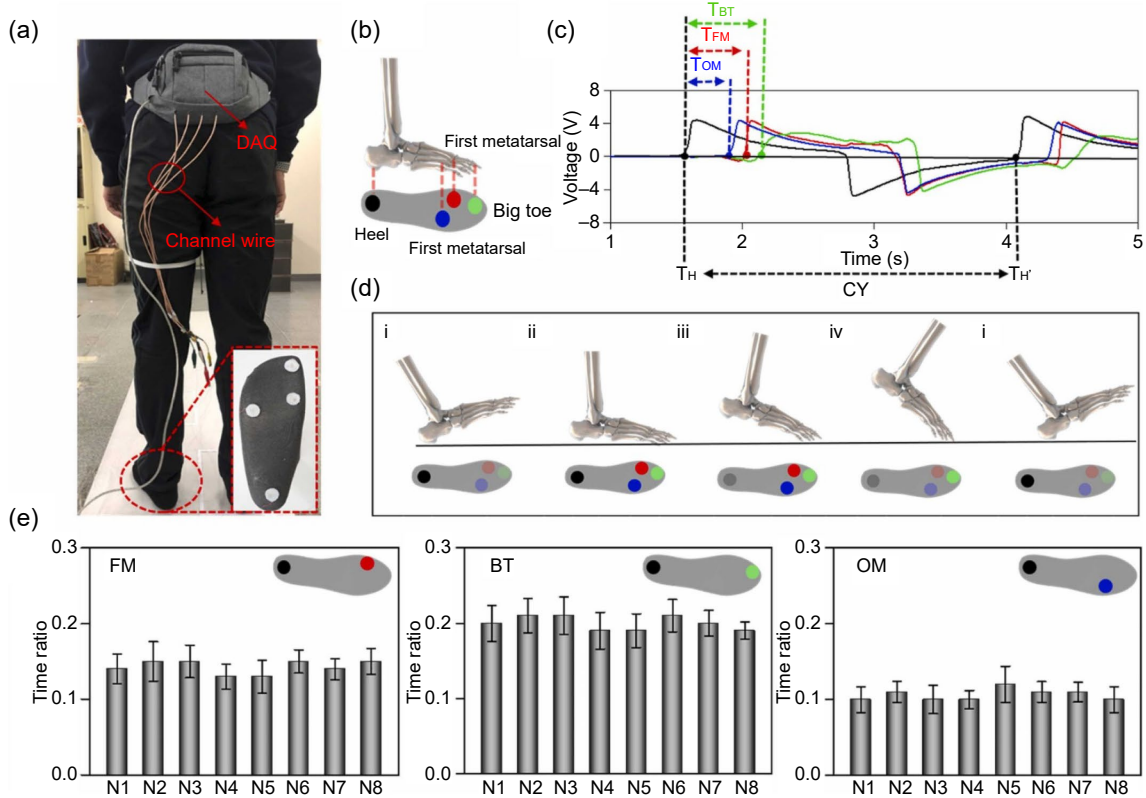 (a)
DAQ
Channel wire
(b)
First metatarsal
Big toe
Heel
First metatarsal
(c)
TBT
TFM
TOM
Voltage (V)
8
4
0
−4
−8
1 2 3 4 5
Time (s)
TH CY TH'
(d)
i ii iii iv i
(e)
FM
Time ratio
0.3
0.2
0.1
0.0
N1 N2 N3 N4 N5 N6 N7 N8
BT
Time ratio
0.3
0.2
0.1
0.0
N1 N2 N3 N4 N5 N6 N7 N8
OM
Time ratio
0.3
0.2
0.1
0.0
N1 N2 N3 N4 N5 N6 N7 N8